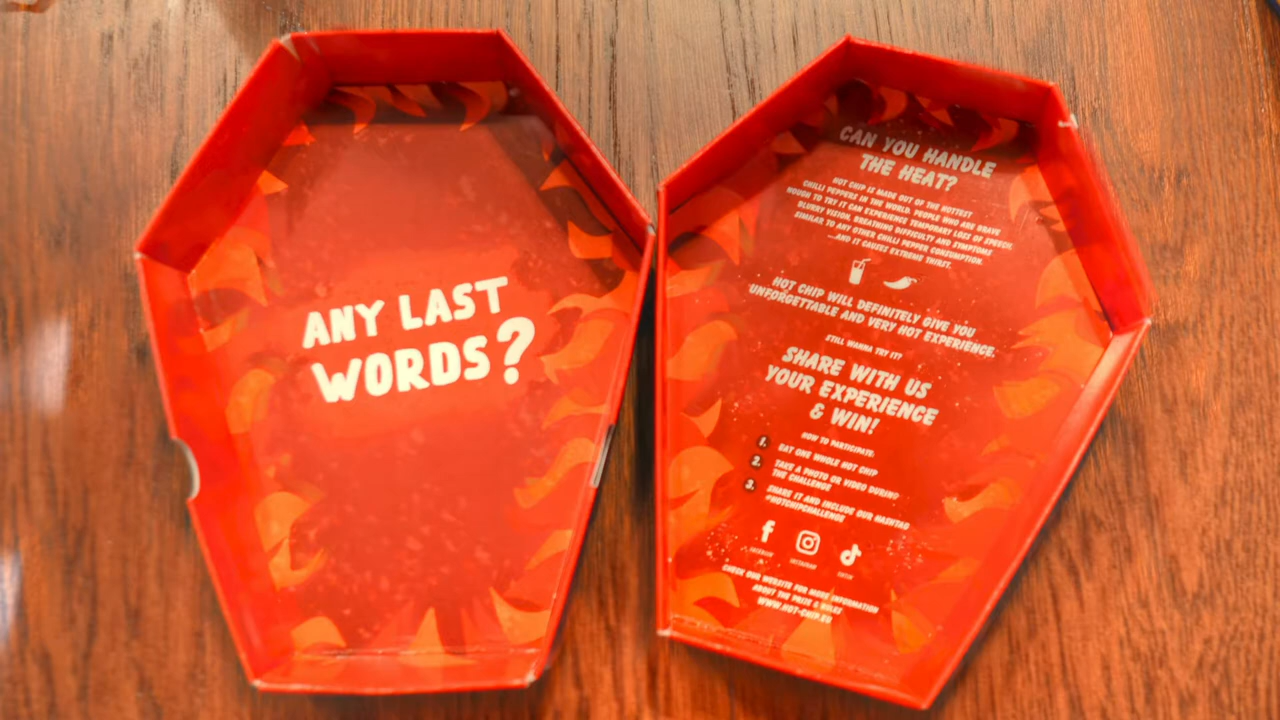 ANY LAST
WORDS?
CAN YOU HANDLE
THE HEAT?
HOT CHIP IS MADE OUT OF THE HOTTEST
CHILLI PEPPERS IN THE WORLD. PEOPLE WHO ARE BRAVE
NOUGH TO TRY IT CAN EXPERIENCE TEMPORARY LOSS OF SPEECH,
BLURRY VISION, BREATHING DIFFICULTY AND SYMPTOMS
SIMILAR TO ANY OTHER CHILLI PEPPER CONSUMPTION.
...AND IT CAUSES EXTREME THIRST.
HOT CHIP WILL DEFINITELY GIVE YOU
UNFORGETTABLE AND VERY HOT EXPERIENCE.
STILL WANNA TRY IT?
SHARE WITH US
YOUR EXPERIENCE
& WIN!
HOW TO PARTICIPATE:
1. EAT ONE WHOLE HOT CHIP
2. TAKE A PHOTO OR VIDEO DURING
THE CHALLENGE
3. SHARE IT AND INCLUDE OUR HASHTAG
#HOTCHIPCHALLENGE
FACEBOOK INSTAGRAM TIKTOK
CHECK OUR WEBSITE FOR MORE INFORMATION
ABOUT THE PRIZE & RULES
WWW.HOT-CHIP.EU